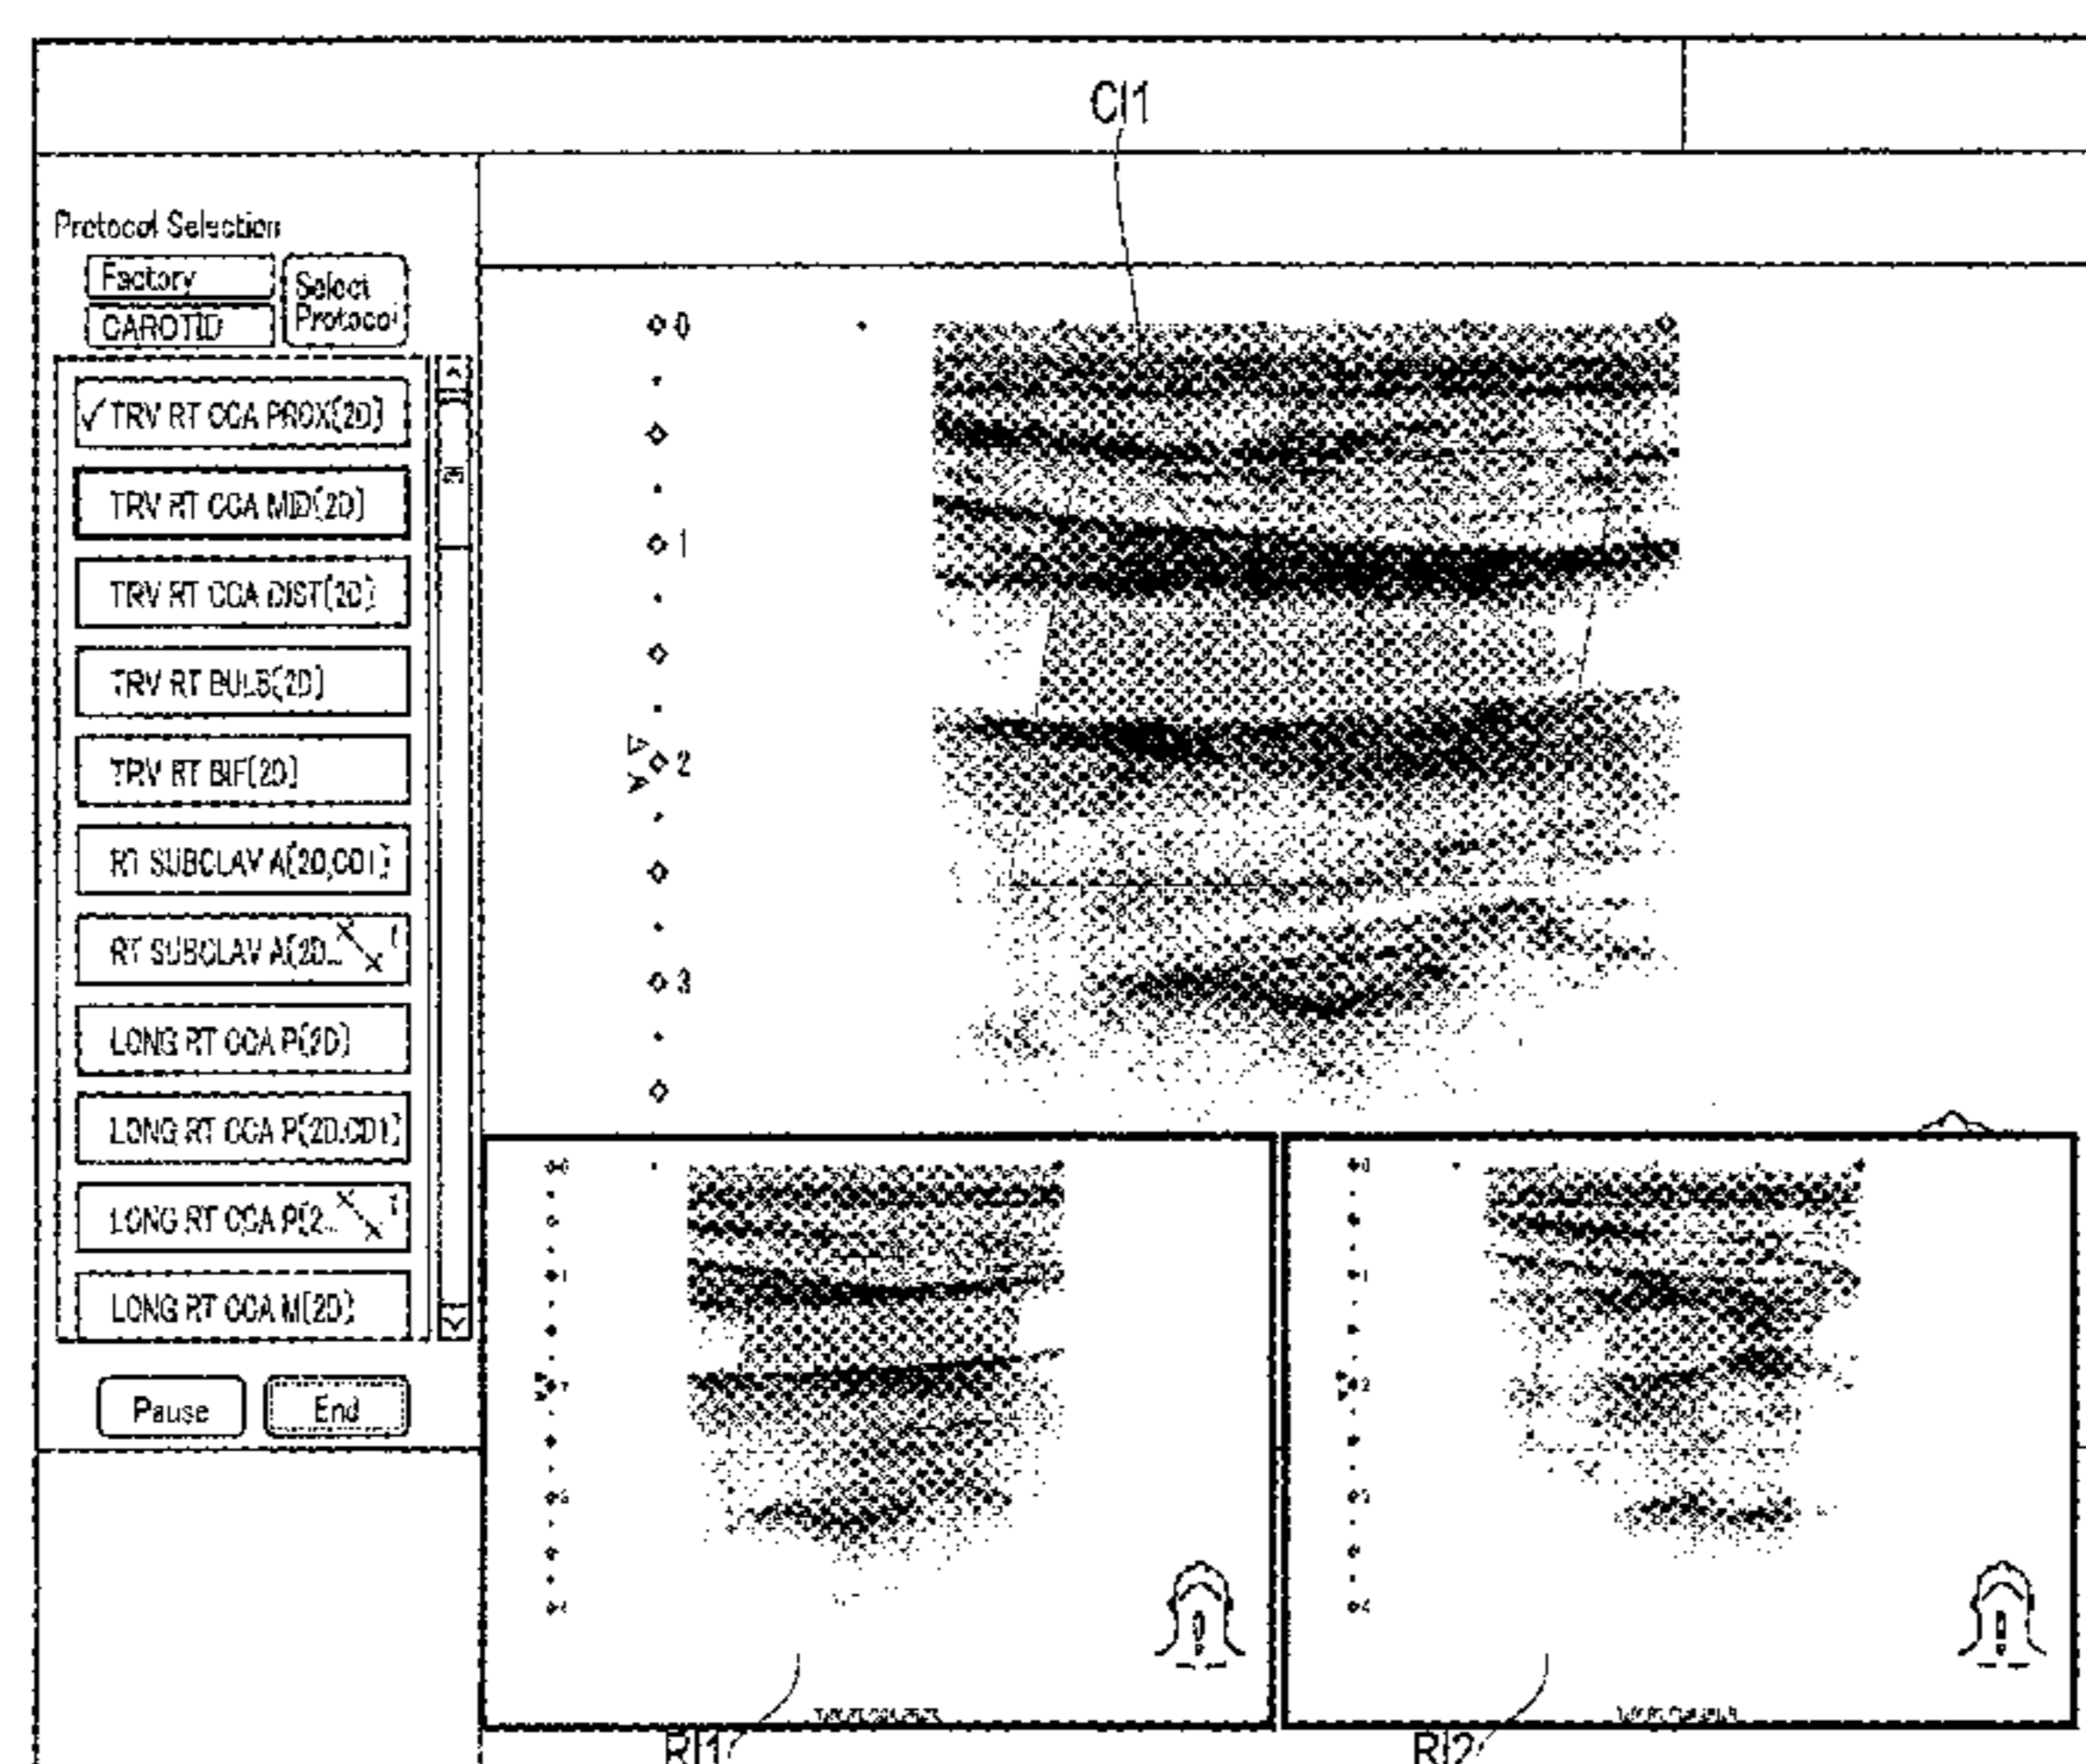 CI1
Protocol Selection
Factory
Select
Protocol
CAROTID
✓ TRV RT CCA PROX(2D)
TRV RT CCA MID(2D)
TRV RT CCA DIST(2D)
TRV RT BULB(2D)
TRV RT BIF(2D)
RT SUBCLAV A(2D,CD1)
RT SUBCLAV A(2D...
LONG RT CCA P(2D)
LONG RT CCA P(2D,CD1)
LONG RT CCA P(2...
LONG RT CCA M(2D)
Pause
End
0
1
2
3
RI1
RI2